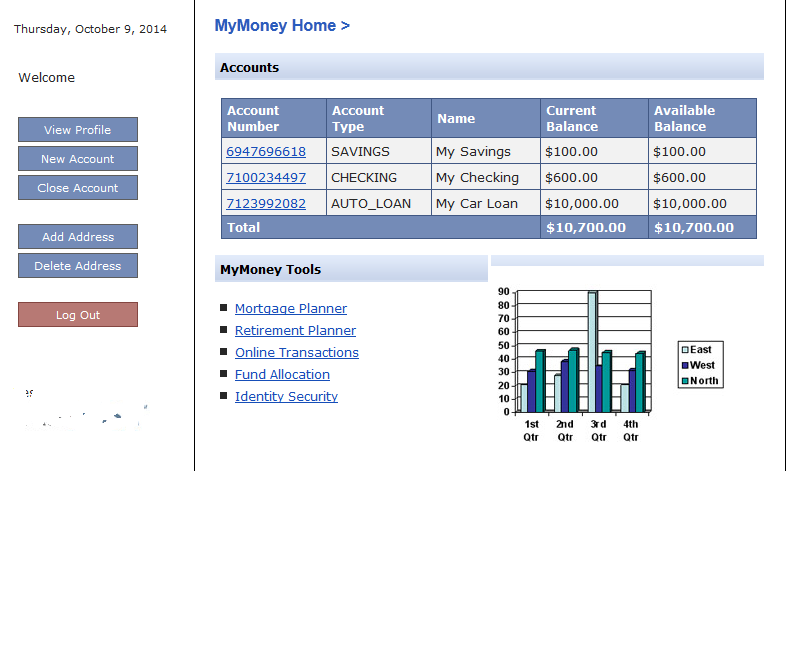 Thursday, October 9, 2014
Welcome
View Profile
New Account
Close Account
Add Address
Delete Address
Log Out
MyMoney Home >
Accounts
Account Number Account Type Name Current Balance Available Balance
6947696618 SAVINGS My Savings $100.00 $100.00
7100234497 CHECKING My Checking $600.00 $600.00
7123992082 AUTO_LOAN My Car Loan $10,000.00 $10,000.00
Total $10,700.00 $10,700.00
MyMoney Tools
Mortgage Planner
Retirement Planner
Online Transactions
Fund Allocation
Identity Security
90
80
70
60
50
40
30
20
10
0
1st Qtr 2nd Qtr 3rd Qtr 4th Qtr
East
West
North